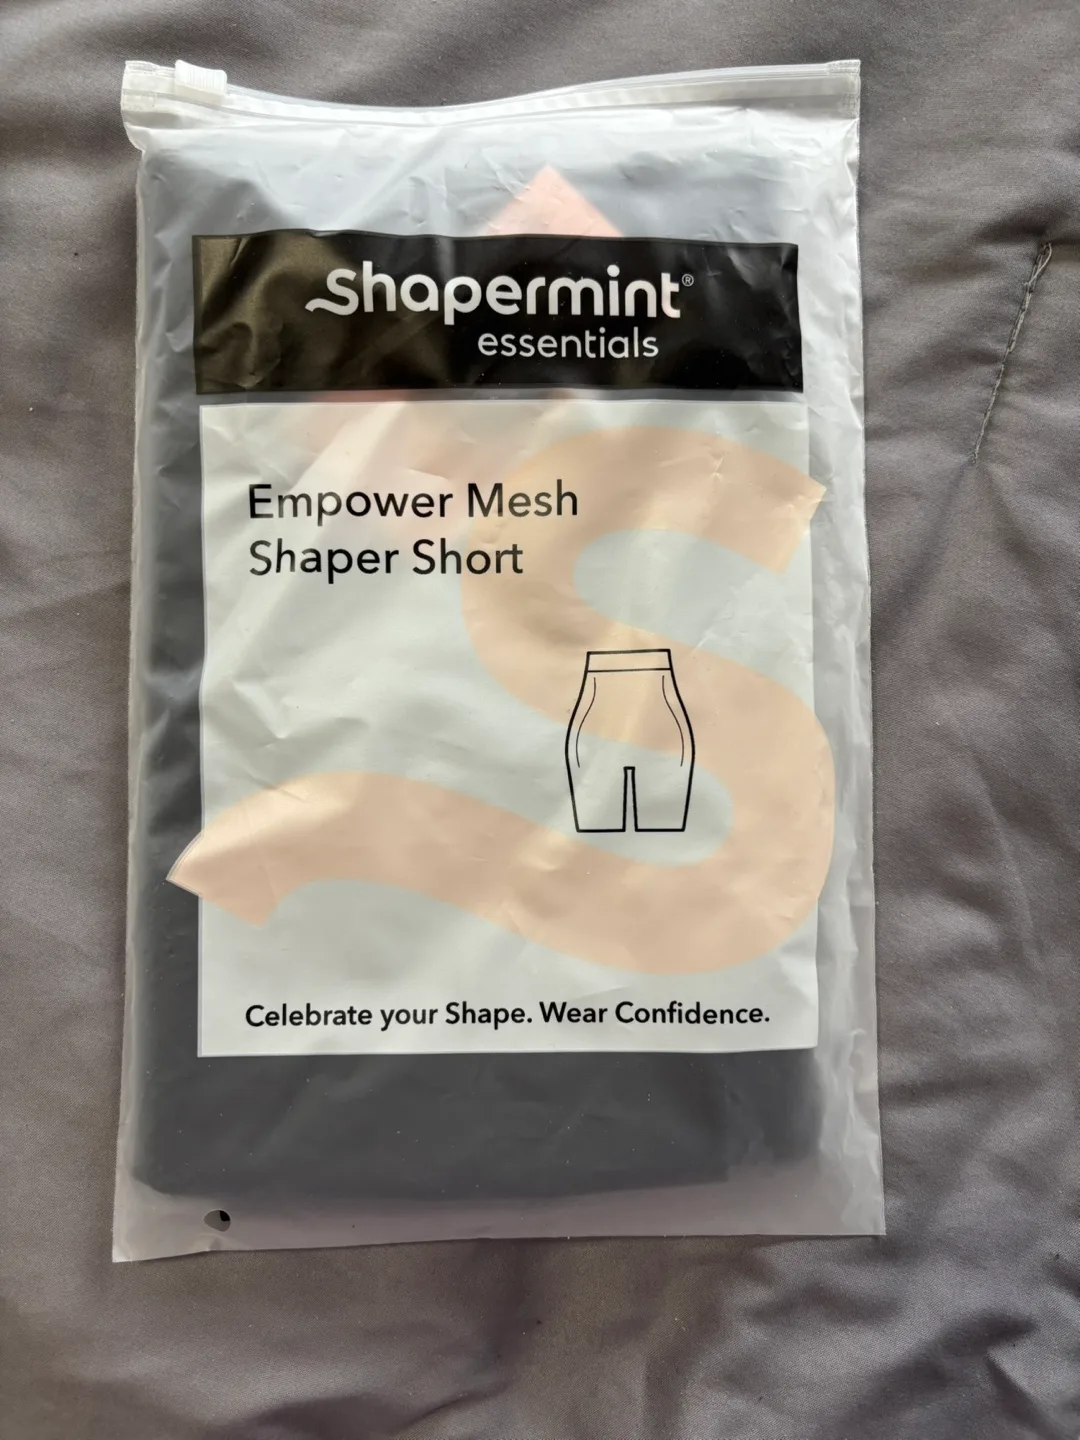 shapermint®
essentials
Empower Mesh
Shaper Short
Celebrate your Shape. Wear Confidence.